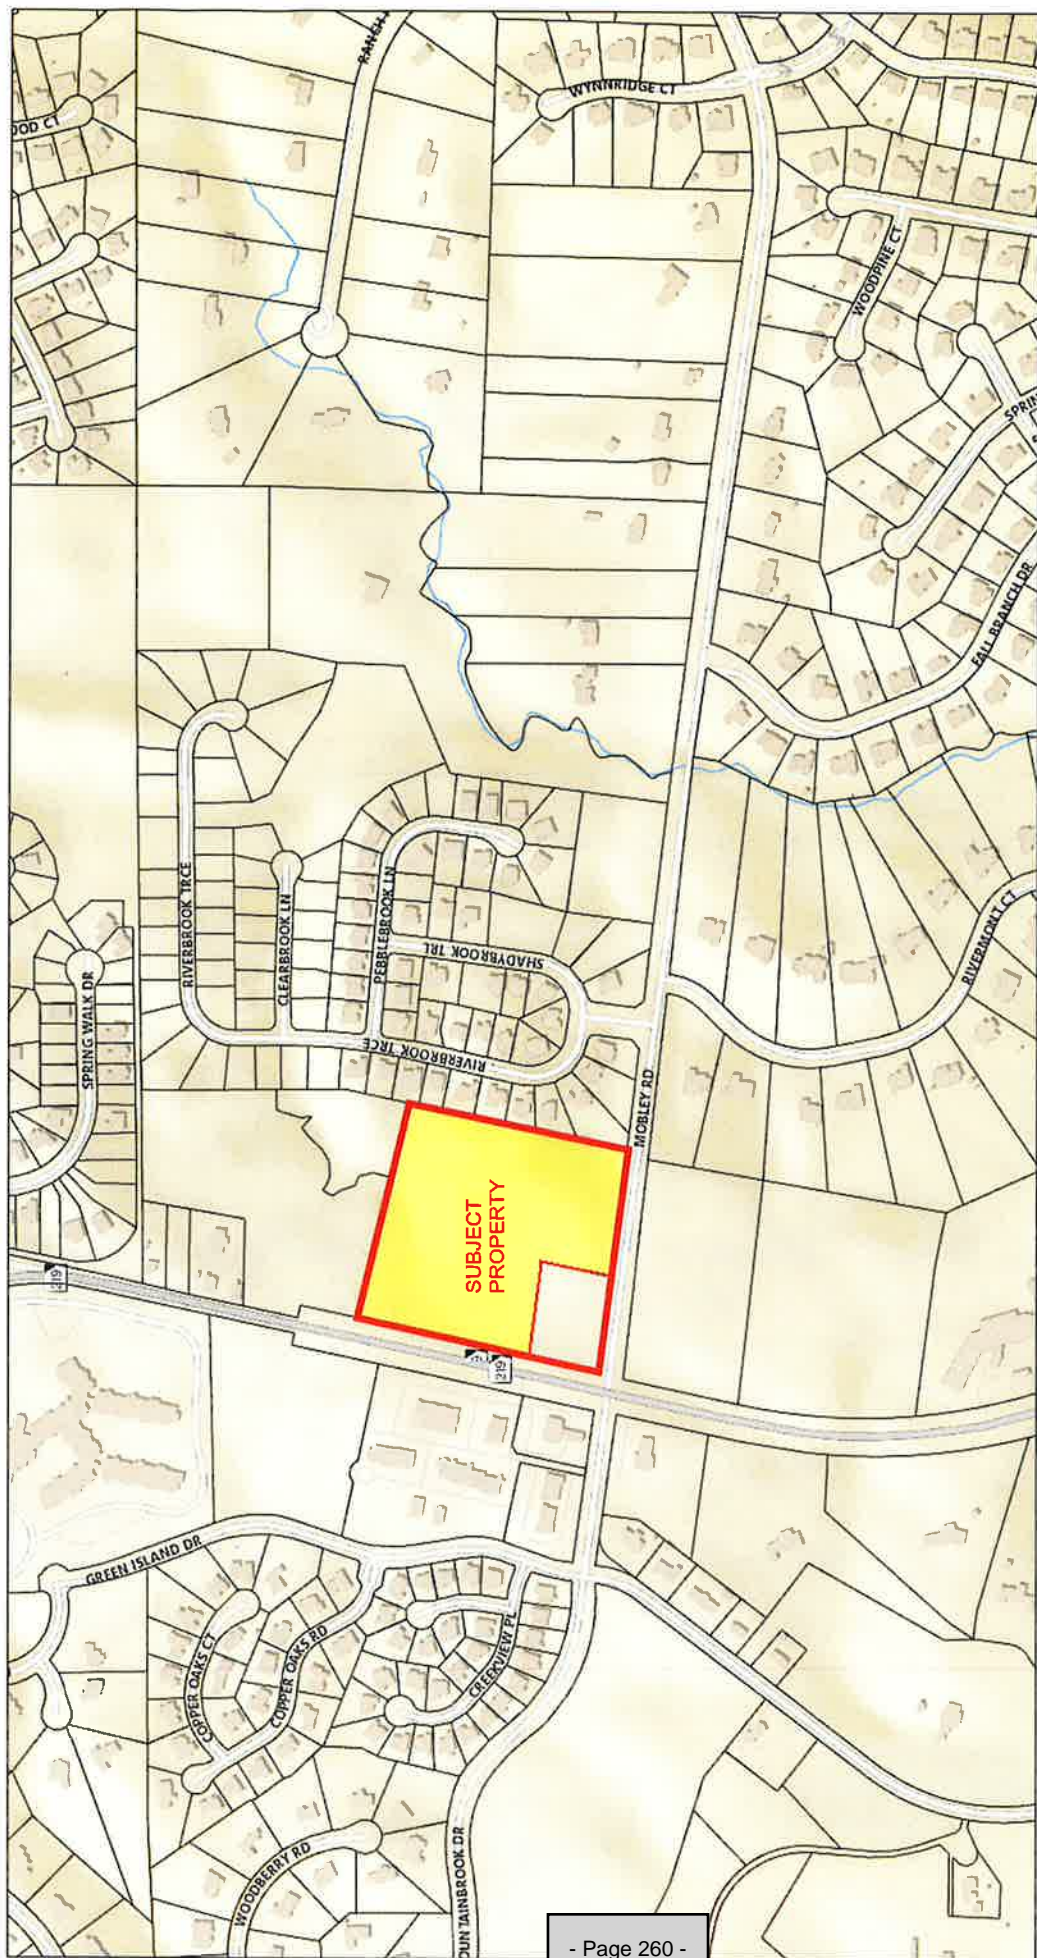 RANCH
WYNNRIDGE CT
OOD CT
WOODPINE CT
SPRIN
FALL BRANCH DR
RIVERBROOK TRCE
CLEARBROOK LN
PEBBLEBROOK LN
SHADYBROOK TRL
RIVERMONT CT
SPRING WALK DR
RIVERBROOK TRCE
MOBLEY RD
SUBJECT
PROPERTY
219
219
GREEN ISLAND DR
COPPER OAKS CT
COPPER OAKS RD
CREEKVIEW PL
WOODBERRY RD
OUNTAINBROOK DR
- Page 260 -